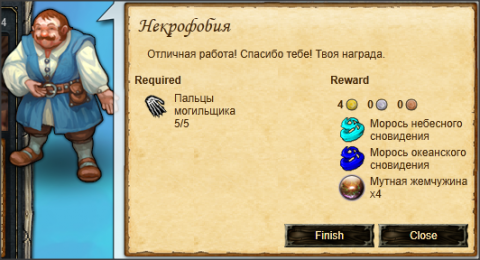 4
Некрофобия
Отличная работа! Спасибо тебе! Твоя награда.
Required
Reward
Пальцы
могильщика
5/5
4 0 0
Морось небесного
сновидения
Морось океанского
сновидения
Мутная жемчужина
x4
Finish
Close